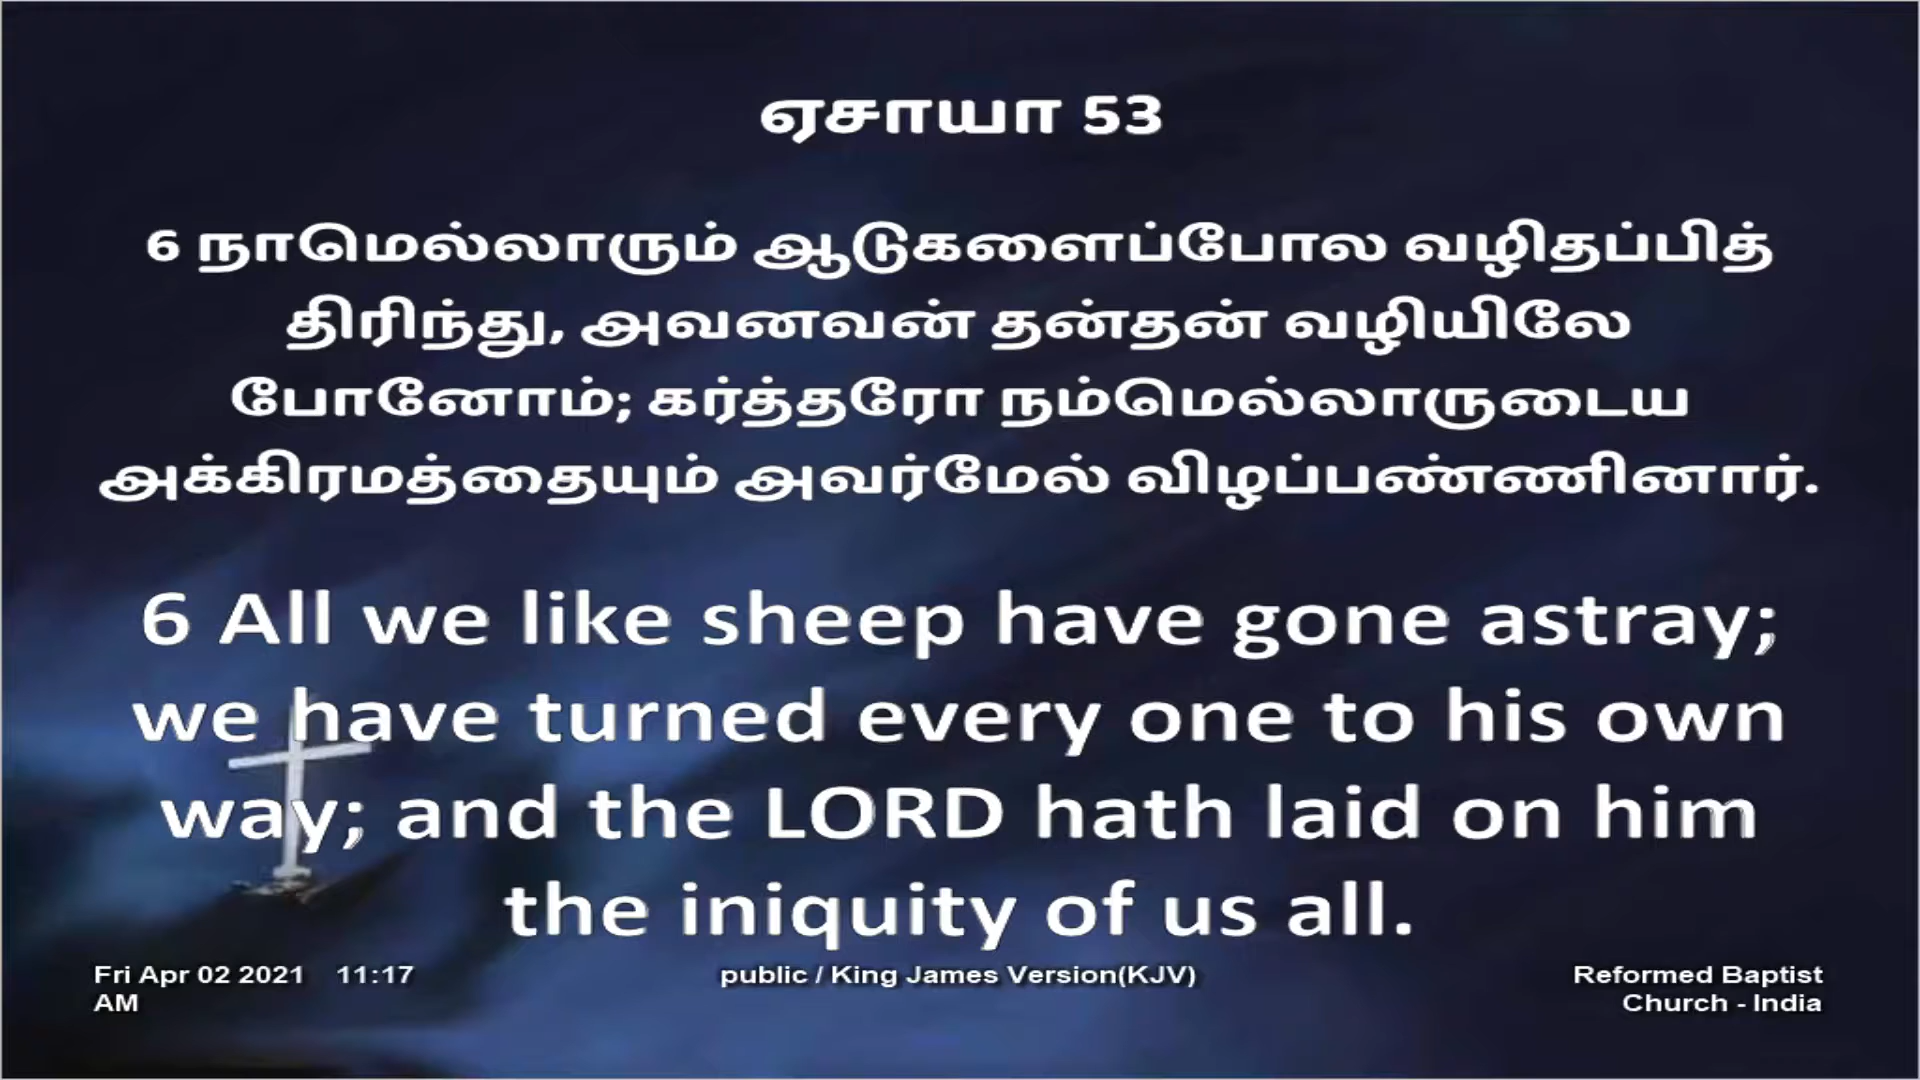 ஏசாயா 53
6 நாமெல்லாரும் ஆடுகளைப்போல வழிதப்பித்
திரிந்து, அவனவன் தன்தன் வழியிலே
போனோம்; கர்த்தரோ நம்மெல்லாருடைய
அக்கிரமத்தையும் அவர்மேல் விழப்பண்ணினார்.
6 All we like sheep have gone astray;
we have turned every one to his own
way; and the LORD hath laid on him
the iniquity of us all.
Fri Apr 02 2021 11:17
AM
public / King James Version(KJV)
Reformed Baptist
Church - India